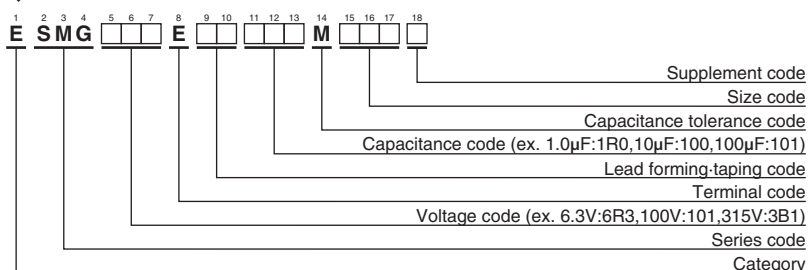 1 2 3 4 5 6 7 8 9 10 11 12 13 14 15 16 17 18
E SMG E M
Supplement code
Size code
Capacitance tolerance code
Capacitance code (ex. 1.0µF:1R0,10µF:100,100µF:101)
Lead forming·taping code
Terminal code
Voltage code (ex. 6.3V:6R3,100V:101,315V:3B1)
Series code
Category